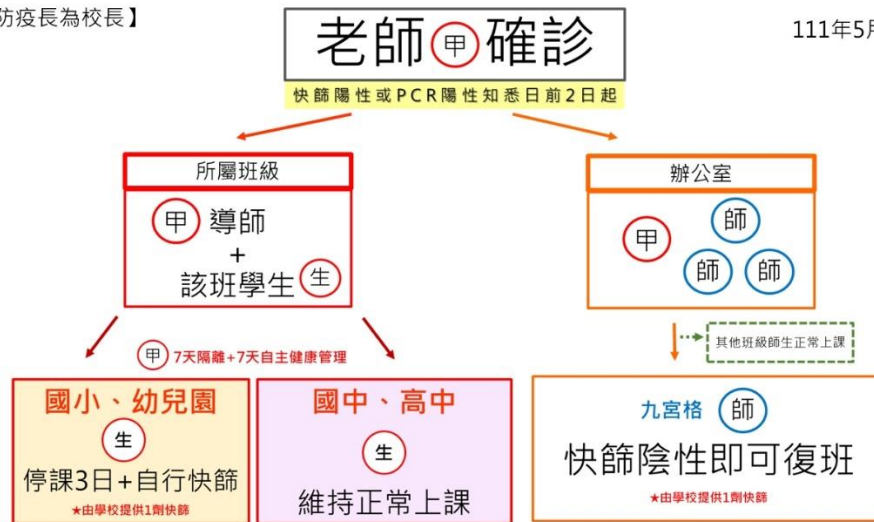 防疫長為校長】
111年5月
老師甲確診
快篩陽性或PCR陽性知悉日前2日起
所屬班級
甲 導師
+
該班學生 生
辦公室
甲
師
師 師
其他班級師生正常上課
甲 7天隔離+7天自主健康管理
國小、幼兒園
生
停課3日+自行快篩
★由學校提供1劑快篩
國中、高中
生
維持正常上課
九宮格 師
快篩陰性即可復班
★由學校提供1劑快篩